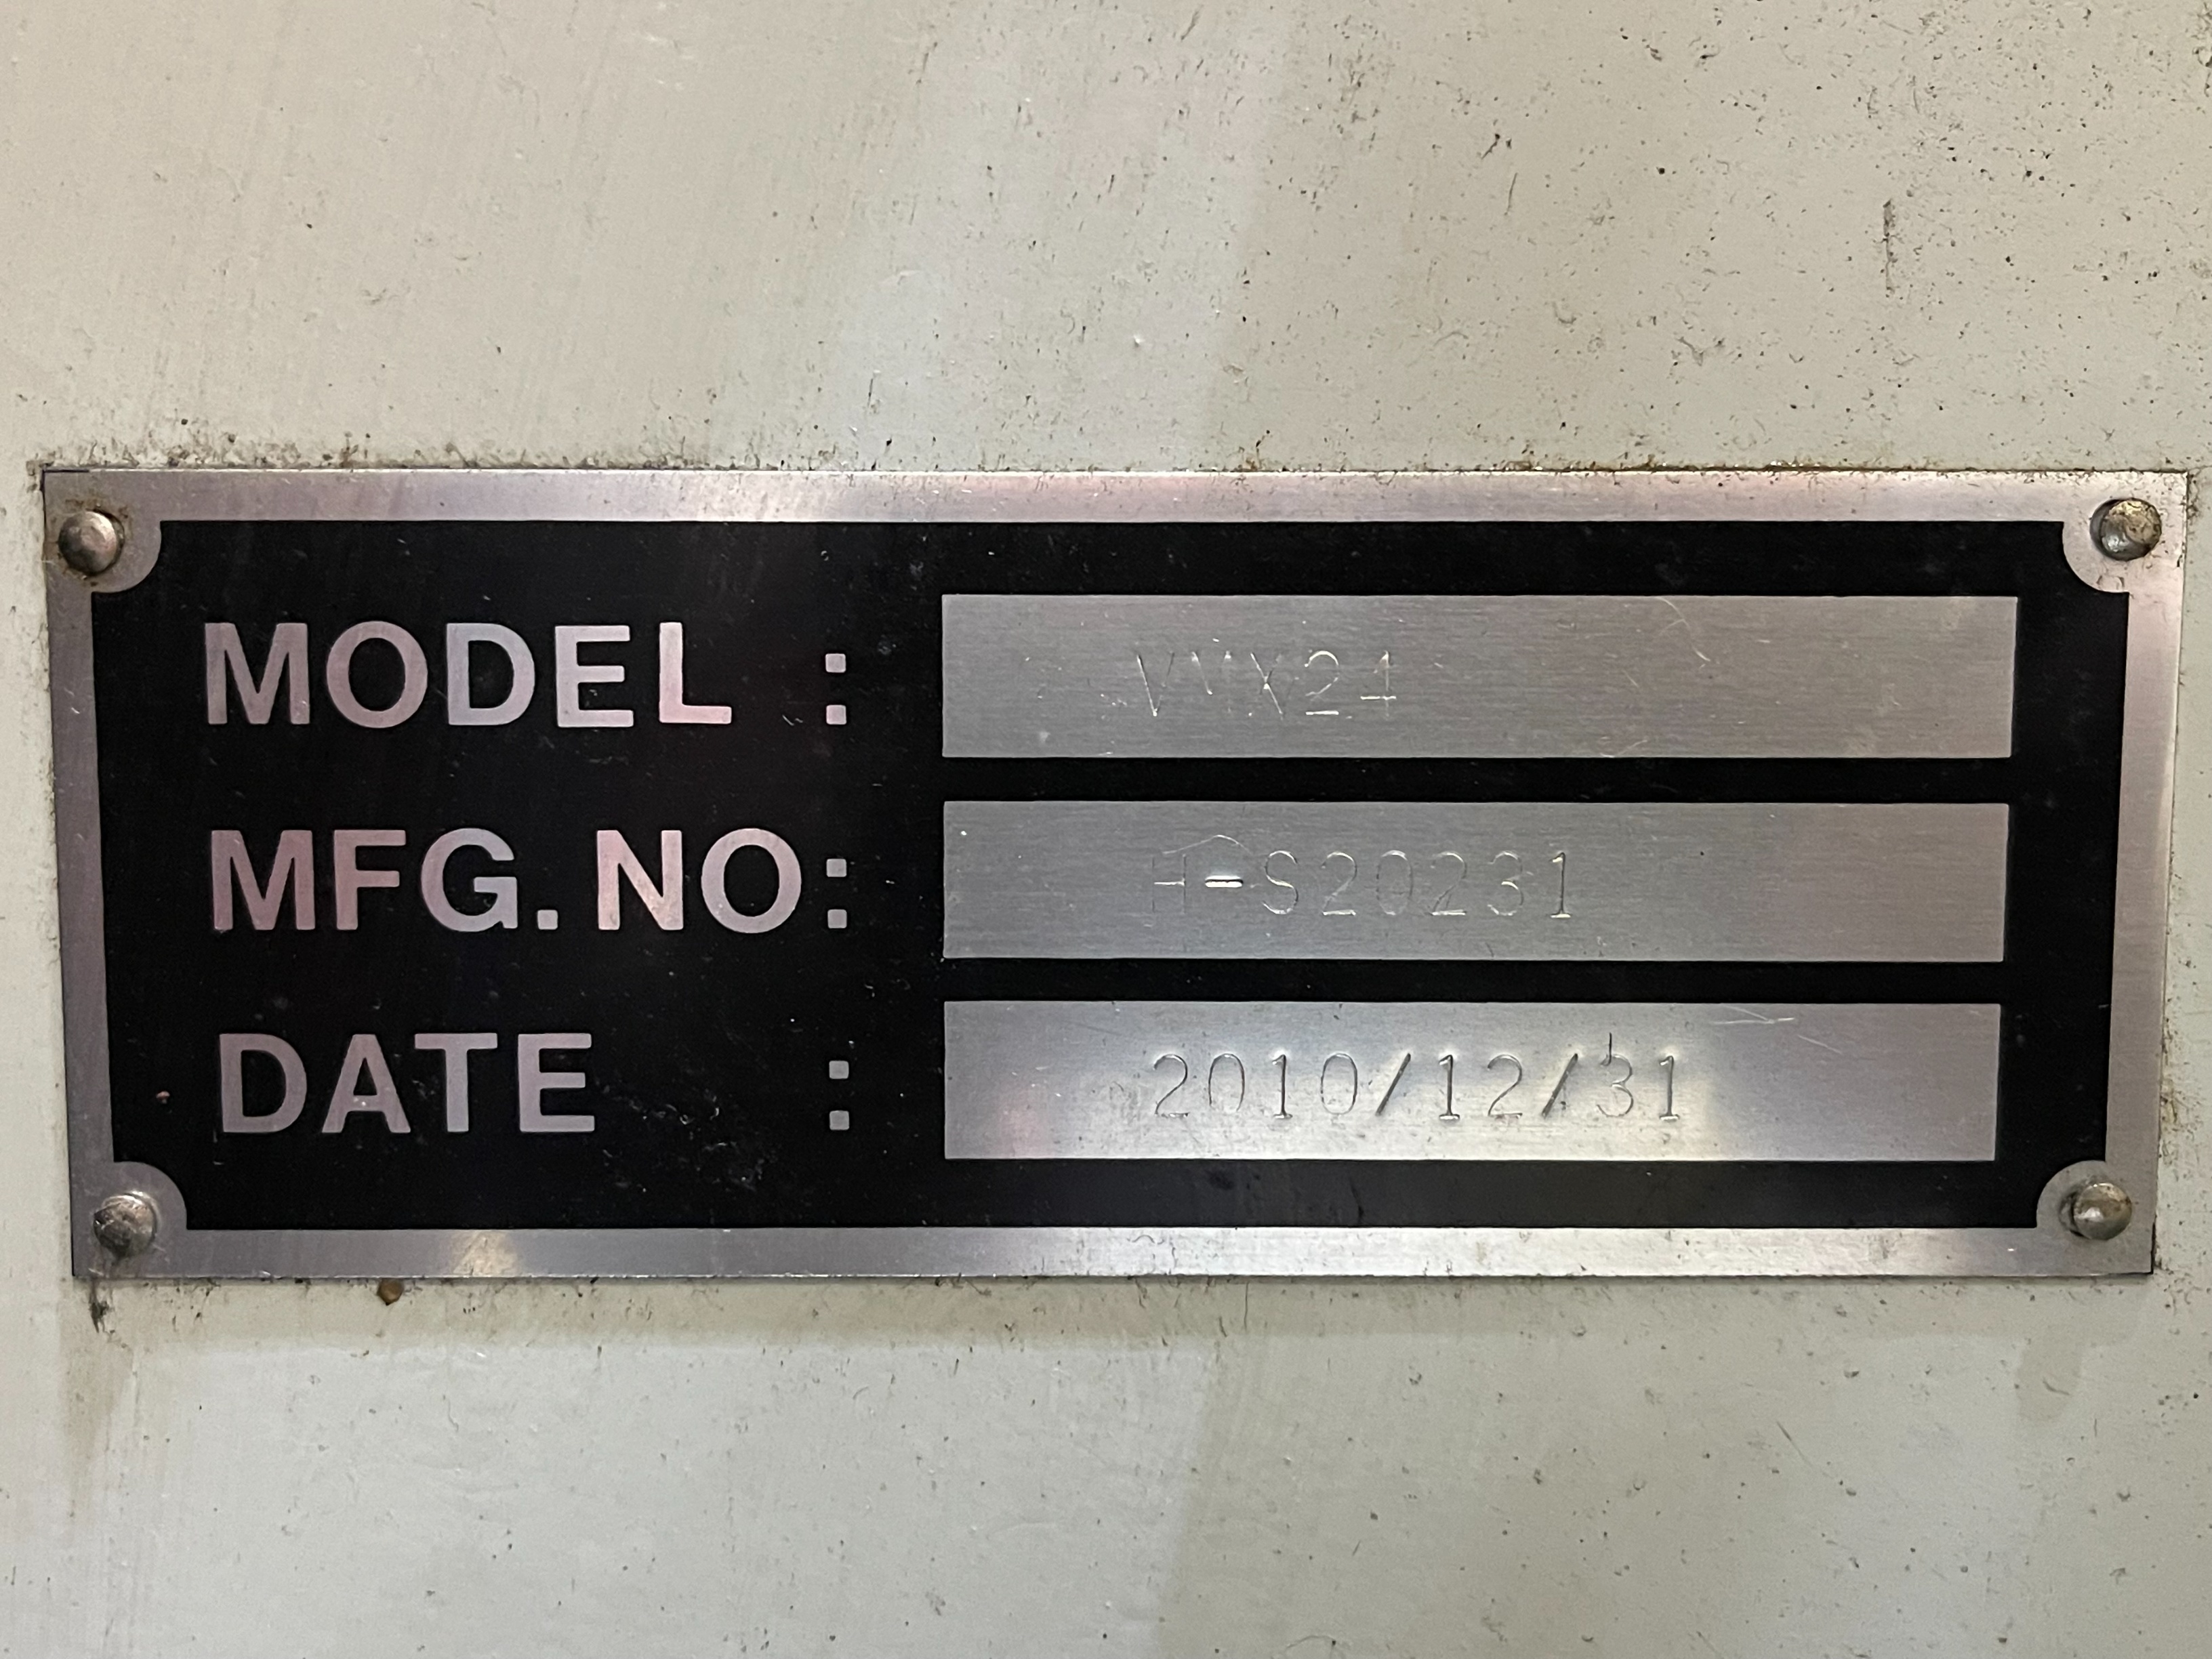 MODEL : VMX24
MFG.NO: H-S20231
DATE : 2010/12/31